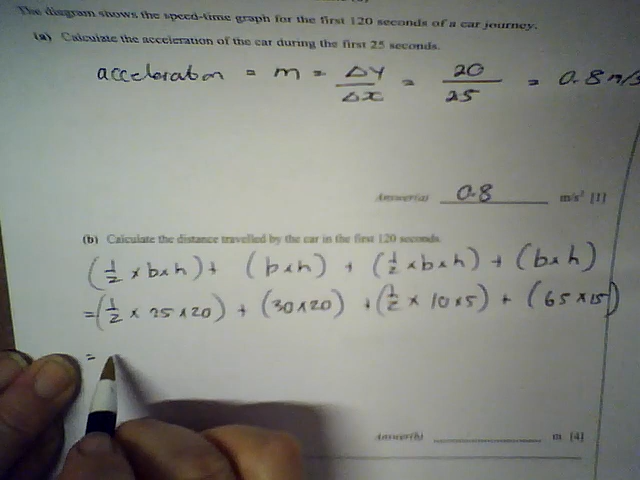 The diagram shows the speed-time graph for the first 120 seconds of a car journey.
(a) Calculate the acceleration of the car during the first 25 seconds.
acceleration = m = ΔY/Δx = 20/25 = 0.8 m/s
Answer(a) 0.8 m/s² [1]
(b) Calculate the distance travelled by the car in the first 120 seconds.
(½ × b×h) + (b×h) + (½ × b×h) + (b×h)
= (½ × 25×20) + (30×20) + (½ × 10×5) + (65×15)
=
Answer(b) m [4]